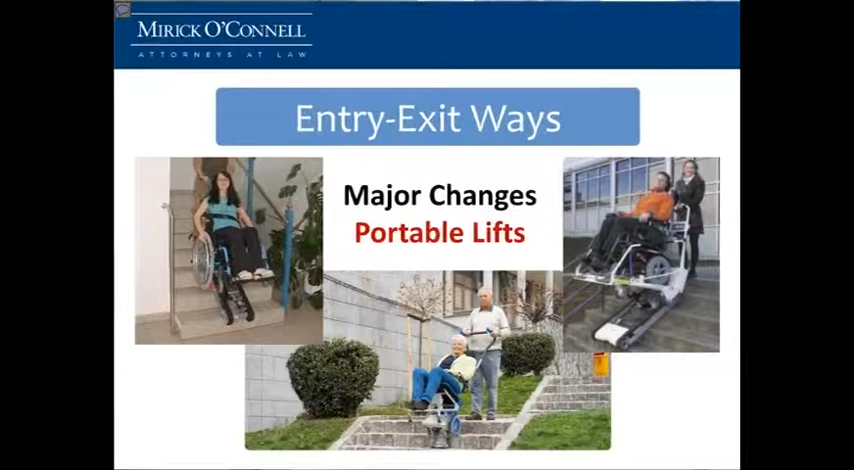 MIRICK O'CONNELL
ATTORNEYS AT LAW
Entry-Exit Ways
Major Changes
Portable Lifts